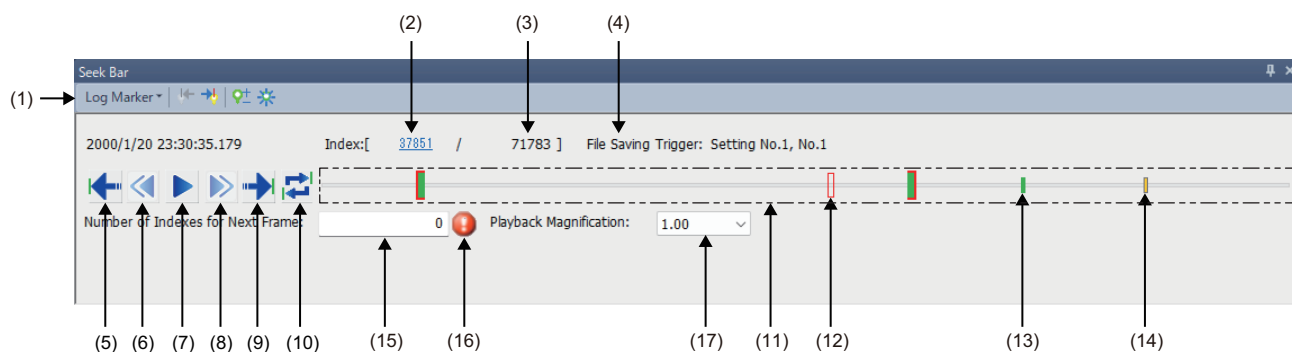 (2) (3) (4)
Seek Bar
(1) Log Marker
2000/1/20 23:30:35.179 Index:[ 37851 / 71783 ] File Saving Trigger: Setting No.1, No.1
Number of Indexes for Next Frame: 0 Playback Magnification: 1.00
(5) (6) (7) (8) (9) (10) (15) (16) (17) (11) (12) (13) (14)